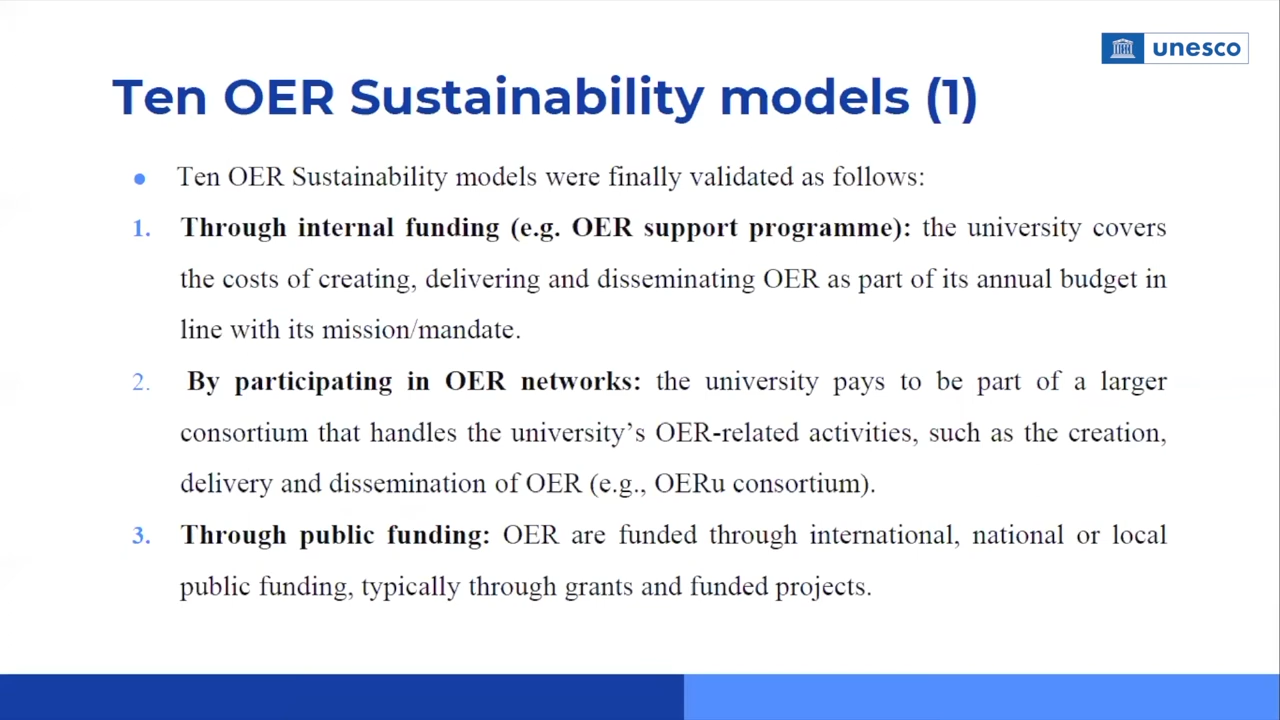 unesco
Ten OER Sustainability models (1)
● Ten OER Sustainability models were finally validated as follows:
1. Through internal funding (e.g. OER support programme): the university covers
the costs of creating, delivering and disseminating OER as part of its annual budget in
line with its mission/mandate.
2. By participating in OER networks: the university pays to be part of a larger
consortium that handles the university’s OER-related activities, such as the creation,
delivery and dissemination of OER (e.g., OERu consortium).
3. Through public funding: OER are funded through international, national or local
public funding, typically through grants and funded projects.